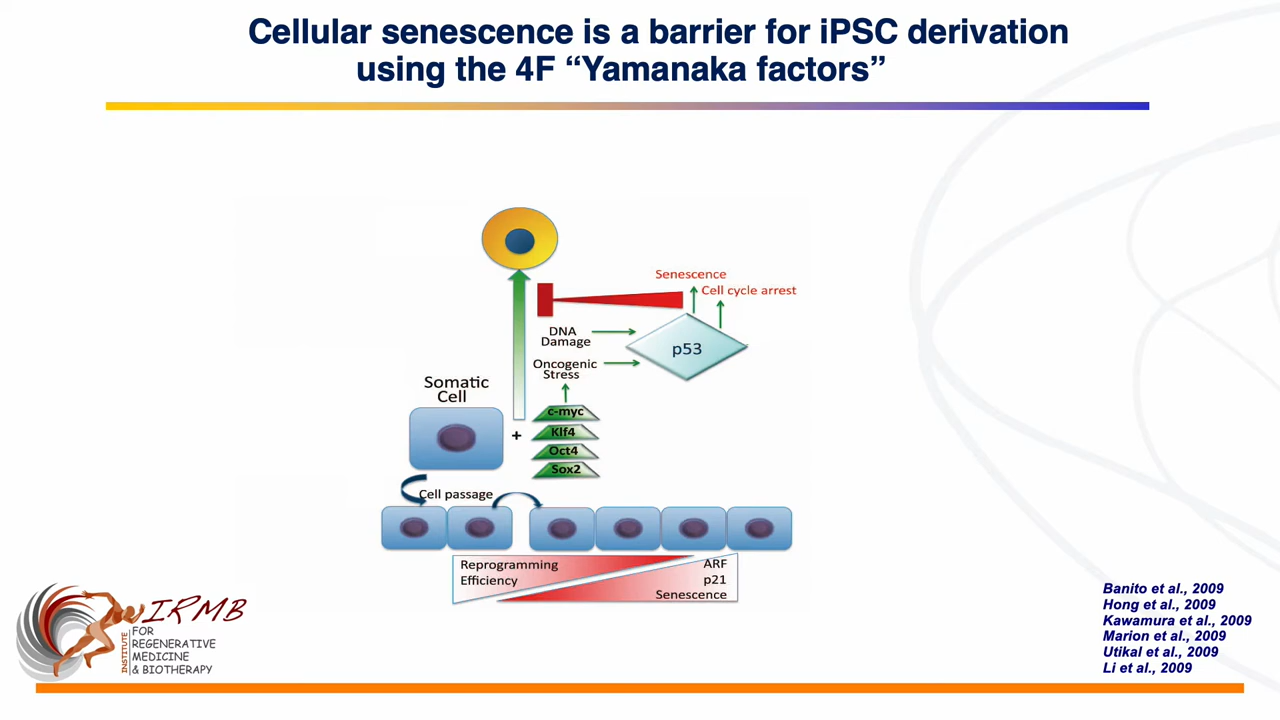 Cellular senescence is a barrier for iPSC derivation
using the 4F “Yamanaka factors”
Senescence
Cell cycle arrest
DNA
Damage
p53
Oncogenic
Stress
Somatic
Cell
c-myc
+
Klf4
Oct4
Sox2
Cell passage
Reprogramming
Efficiency
ARF
p21
Senescence
IRMB
INSTITUTE
FOR
REGENERATIVE
MEDICINE
& BIOTHERAPY
Banito et al., 2009
Hong et al., 2009
Kawamura et al., 2009
Marion et al., 2009
Utikal et al., 2009
Li et al., 2009